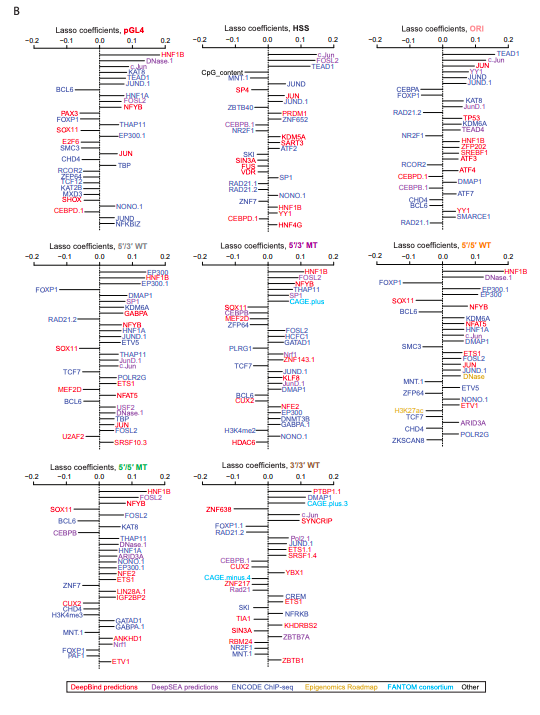 B
Lasso coefficients, pGL4
-0.2 -0.1 0.0 0.1 0.2
HNF1B
DNase.1
c.Jun
KAT8
TEAD1
JUND.1
BCL6
HNF1A
FOSL2
NFYB
PAX3
FOXP1
THAP11
SOX11
EP300.1
E2F6
SMC3
JUN
CHD4
TBP
RCOR2
ZFP64
TCF12
KAT2B
MXD3
SHOX
NONO.1
CEBPD.1
JUND
NFKBIZ
Lasso coefficients, HSS
-0.2 -0.1 0.0 0.1 0.2
c.Jun
FOSL2
TEAD1
CpG_content
MNT.1
JUND
SP4
JUN
JUND.1
ZBTB40
PRDM1
ZNF652
CEBPB.1
NR2F1
KDM5A
SART3
ATF2
SKI
SIN3A
FUS
VDR
SP1
RAD21.1
RAD21.2
NONO.1
ZNF7
HNF1B
YY1
CEBPD.1
HNF4G
Lasso coefficients, ORI
-0.2 -0.1 0.0 0.1
TEAD1
c.Jun
JUN
YY1
JUND
JUND.1
CEBPA
FOXP1
KAT8
JunD.1
RAD21.2
TP53
KDM6A
TEAD4
NR2F1
HNF1B
ZFP202
SREBF1
ATF3
RCOR2
ATF4
CEBPD.1
DMAP1
CEBPB.1
ATF7
CHD4
BCL6
YY1
SMARCE1
RAD21.1
Lasso coefficients, 5′/3′ WT
-0.2 -0.1 0.0 0.1 0.2
EP300
HNF1B
EP300.1
FOXP1
DMAP1
SP1
KDM6A
GABPA
RAD21.2
NFYB
HNF1A
JUND.1
ETV5
SOX11
THAP11
JunD.1
c.Jun
TCF7
POLR2G
ETS1
MEF2D
NFAT5
BCL6
USF2
DNase.1
TBP
JUN
FOSL2
U2AF2
SRSF10.3
Lasso coefficients, 5′/3′ MT
-0.2 -0.1 0.0 0.1 0.2
HNF1B
FOSL2
NFYB
THAP11
SP1
CAGE.plus
SOX11
CEBPB
MEF2D
ZFP64
FOSL2
HCFC1
GATAD1
PLRG1
Nrf1
ZNF143.1
TCF7
JUND.1
KLF8
JunD.1
DMAP1
BCL6
CUX2
NFE2
EP300
DNMT3B
GABPA.1
H3K4me2
NONO.1
HDAC6
Lasso coefficients, 5′/5′ WT
-0.2 -0.1 0.0 0.1 0.2
HNF1B
DNase.1
FOXP1
EP300.1
EP300
SOX11
NFYB
BCL6
KDM6A
NFAT5
HNF1A
c.Jun
DMAP1
SMC3
ETS1
FOSL2
JUN
JUND.1
DNase
MNT.1
ETV5
ZFP64
NONO.1
ETV1
H3K27ac
TCF7
ARID3A
CHD4
POLR2G
ZKSCAN8
Lasso coefficients, 5′/5′ MT
-0.2 -0.1 0.0 0.1 0.2
HNF1B
FOSL2
NFYB
SOX11
FOSL2
BCL6
KAT8
CEBPB
THAP11
DNase.1
HNF1A
ARID3A
NONO.1
EP300.1
NFE2
ETS1
ZNF7
LIN28A.1
IGF2BP2
CUX2
CHD4
H3K4me3
GATAD1
GABPA.1
MNT.1
ANKHD1
Nrf1
FOXP1
PAF1
ETV1
Lasso coefficients, 3′/3′ WT
-0.2 -0.1 0.0 0.1 0.2
PTBP1.1
DMAP1
CAGE.plus.3
ZNF638
c.Jun
SYNCRIP
FOXP1.1
RAD21.2
Pol2.1
JUND.1
ETS1.1
SRSF1.4
CEBPB.1
CUX2
YBX1
CAGE.minus.4
ZNF217
Rad21
CREM
ETS1
SKI
NFRKB
TIA1
KHDRBS2
SIN3A
ZBTB7A
RBM24
NR2F1
MNT.1
ZBTB1
DeepBind predictions DeepSEA predictions ENCODE ChIP-seq Epigenomics Roadmap FANTOM consortium Other